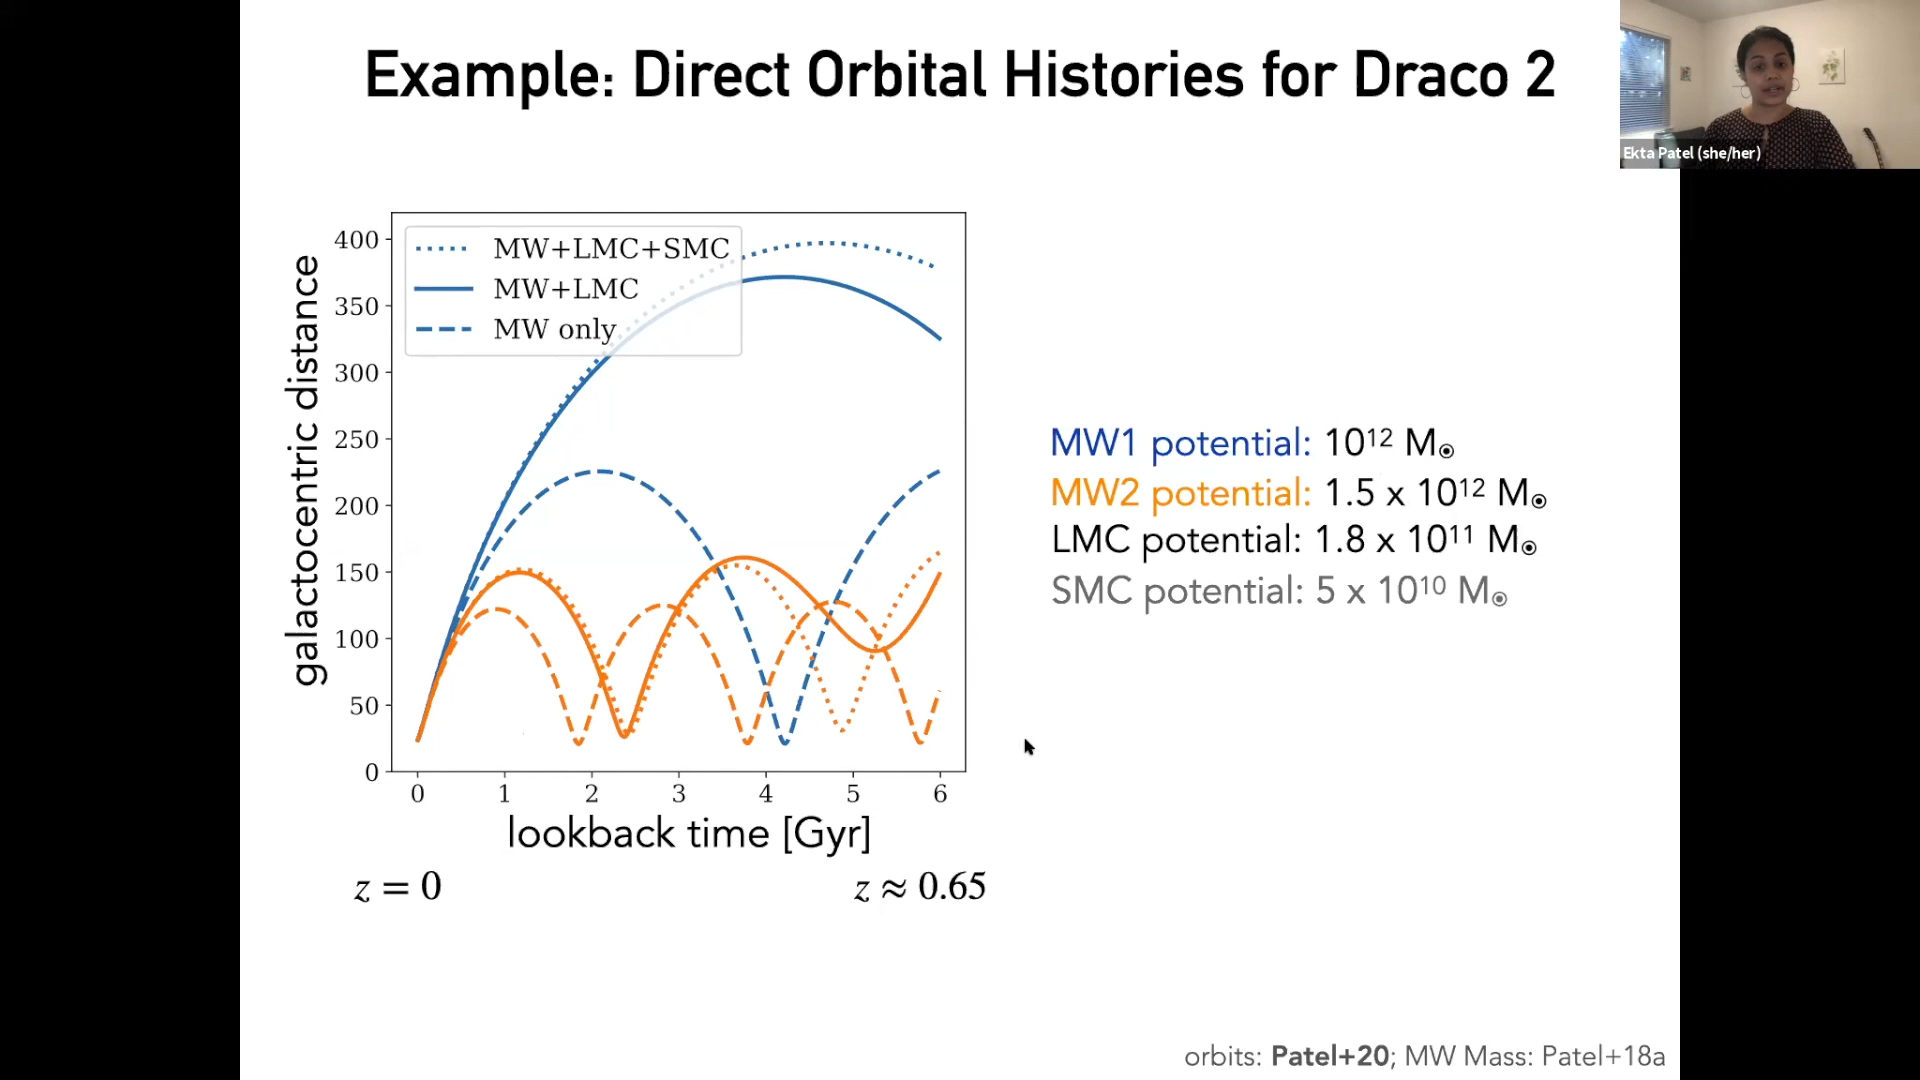 Example: Direct Orbital Histories for Draco 2
Ekta Patel (she/her)
galactocentric distance
400
350
300
250
200
150
100
50
0
MW+LMC+SMC
MW+LMC
MW only
0 1 2 3 4 5 6
lookback time [Gyr]
z = 0
z ≈ 0.65
MW1 potential: 10¹² M☉
MW2 potential: 1.5 x 10¹² M☉
LMC potential: 1.8 x 10¹¹ M☉
SMC potential: 5 x 10¹⁰ M☉
orbits: Patel+20; MW Mass: Patel+18a